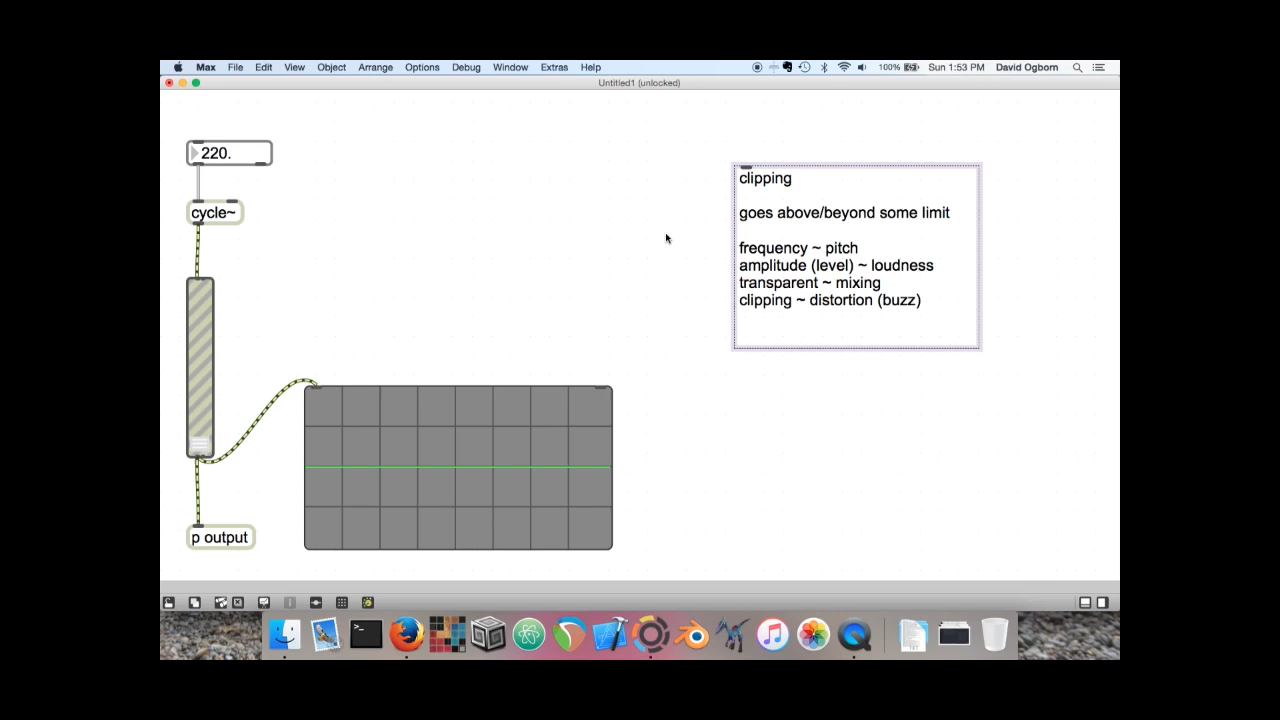 Max File Edit View Object Arrange Options Debug Window Extras Help 100% Sun 1:53 PM David Ogborn
Untitled1 (unlocked)
220.
cycle~
p output
clipping
goes above/beyond some limit
frequency ~ pitch
amplitude (level) ~ loudness
transparent ~ mixing
clipping ~ distortion (buzz)